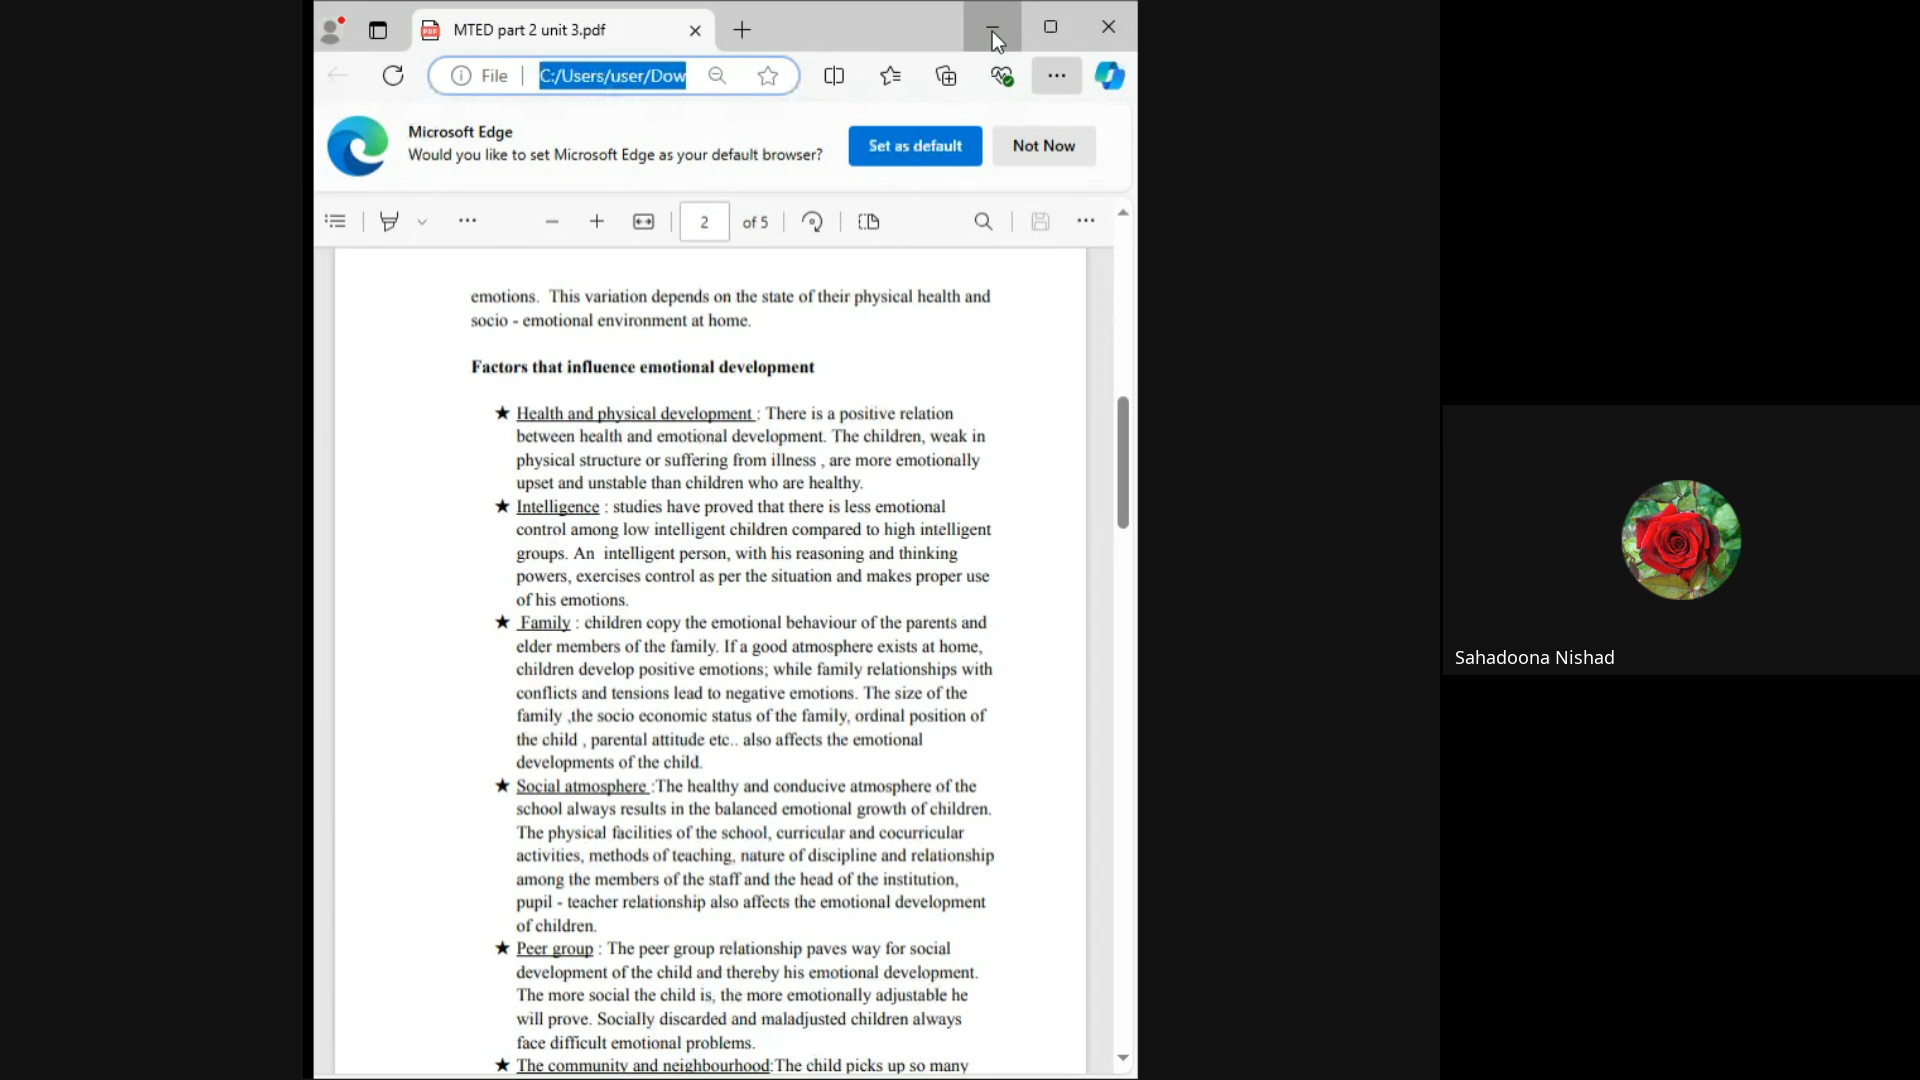 MTED part 2 unit 3.pdf
File
C:/Users/user/Dow
Microsoft Edge
Would you like to set Microsoft Edge as your default browser?
Set as default
Not Now
2 of 5
emotions.  This variation depends on the state of their physical health and
socio - emotional environment at home.
Factors that influence emotional development
★ Health and physical development : There is a positive relation
between health and emotional development. The children, weak in
physical structure or suffering from illness , are more emotionally
upset and unstable than children who are healthy.
★ Intelligence : studies have proved that there is less emotional
control among low intelligent children compared to high intelligent
groups. An  intelligent person, with his reasoning and thinking
powers, exercises control as per the situation and makes proper use
of his emotions.
★ Family : children copy the emotional behaviour of the parents and
elder members of the family. If a good atmosphere exists at home,
children develop positive emotions; while family relationships with
conflicts and tensions lead to negative emotions. The size of the
family ,the socio economic status of the family, ordinal position of
the child , parental attitude etc.. also affects the emotional
developments of the child.
★ Social atmosphere :The healthy and conducive atmosphere of the
school always results in the balanced emotional growth of children.
The physical facilities of the school, curricular and cocurricular
activities, methods of teaching, nature of discipline and relationship
among the members of the staff and the head of the institution,
pupil - teacher relationship also affects the emotional development
of children.
★ Peer group : The peer group relationship paves way for social
development of the child and thereby his emotional development.
The more social the child is, the more emotionally adjustable he
will prove. Socially discarded and maladjusted children always
face difficult emotional problems.
★ The community and neighbourhood:The child picks up so many
Sahadoona Nishad